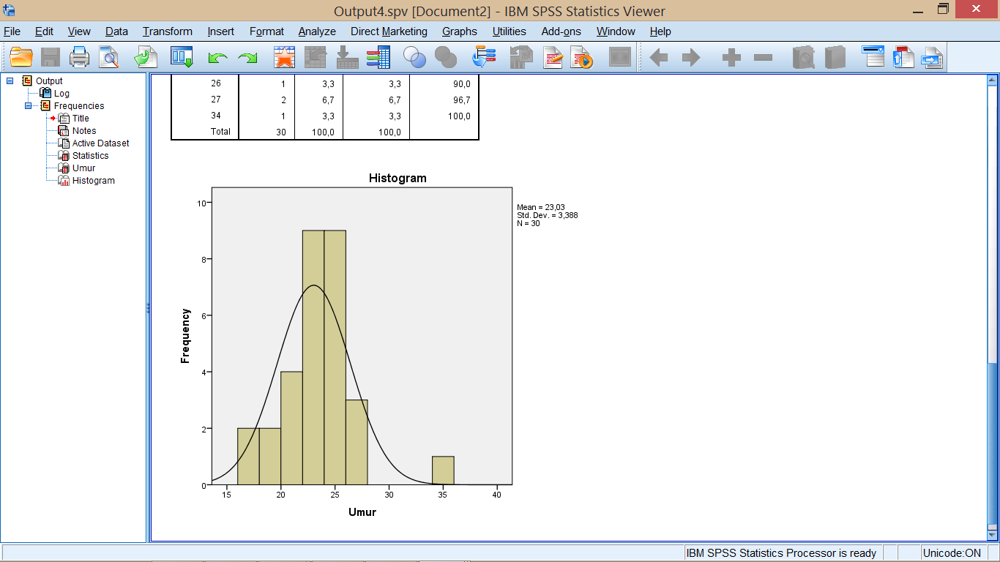 Output4.spv [Document2] - IBM SPSS Statistics Viewer
File Edit View Data Transform Insert Format Analyze Direct Marketing Graphs Utilities Add-ons Window Help
Output
Log
Frequencies
Title
Notes
Active Dataset
Statistics
Umur
Histogram
26 1 3,3 3,3 90,0
27 2 6,7 6,7 96,7
34 1 3,3 3,3 100,0
Total 30 100,0 100,0
Histogram
Mean = 23,03
Std. Dev. = 3,388
N = 30
10
8
6
4
2
0
Frequency
15 20 25 30 35 40
Umur
IBM SPSS Statistics Processor is ready Unicode:ON